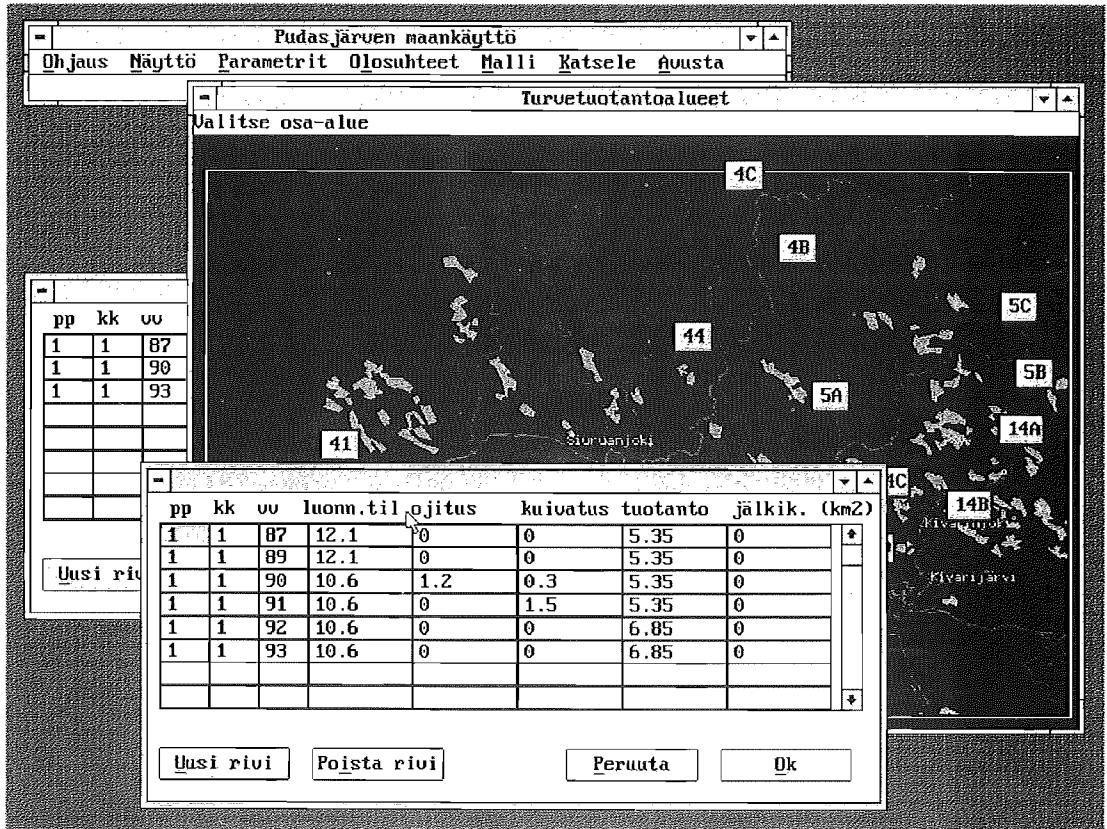 Pudasjärven maankäyttö
Ohjaus Näyttö Parametrit Olosuhteet Malli Katsele Avusta
Turvetuotantoalueet
Valitse osa-alue
4C
4B
5C
44
5B
5A
14A
41
Siuruanjoki
pp kk vv
1 1 87
1 1 90
1 1 93
Uusi
14B
Kivarijärvi
pp kk vv luonn.til ojitus kuivatus tuotanto jälkik. (km2)
1 1 87 12.1 0 0 5.35 0
1 1 89 12.1 0 0 5.35 0
1 1 90 10.6 1.2 0.3 5.35 0
1 1 91 10.6 0 1.5 5.35 0
1 1 92 10.6 0 0 6.85 0
1 1 93 10.6 0 0 6.85 0
Uusi rivi Poista rivi Peruuta Ok